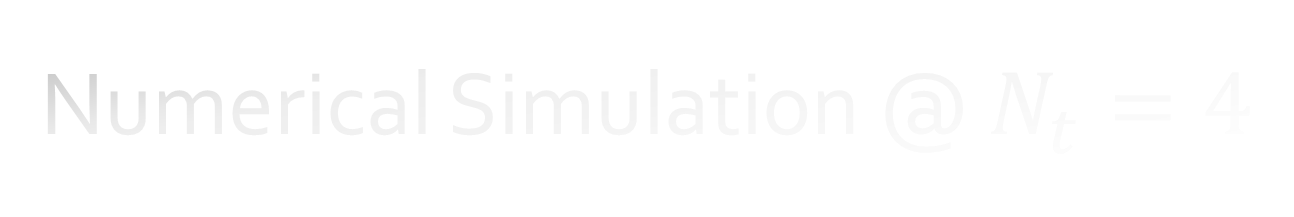 Numerical Simulation @ $N_t = 4$